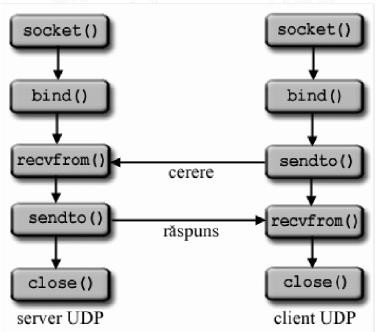 socket()
bind()
recvfrom()
sendto()
close()
server UDP
cerere
răspuns
socket()
bind()
sendto()
recvfrom()
close()
client UDP